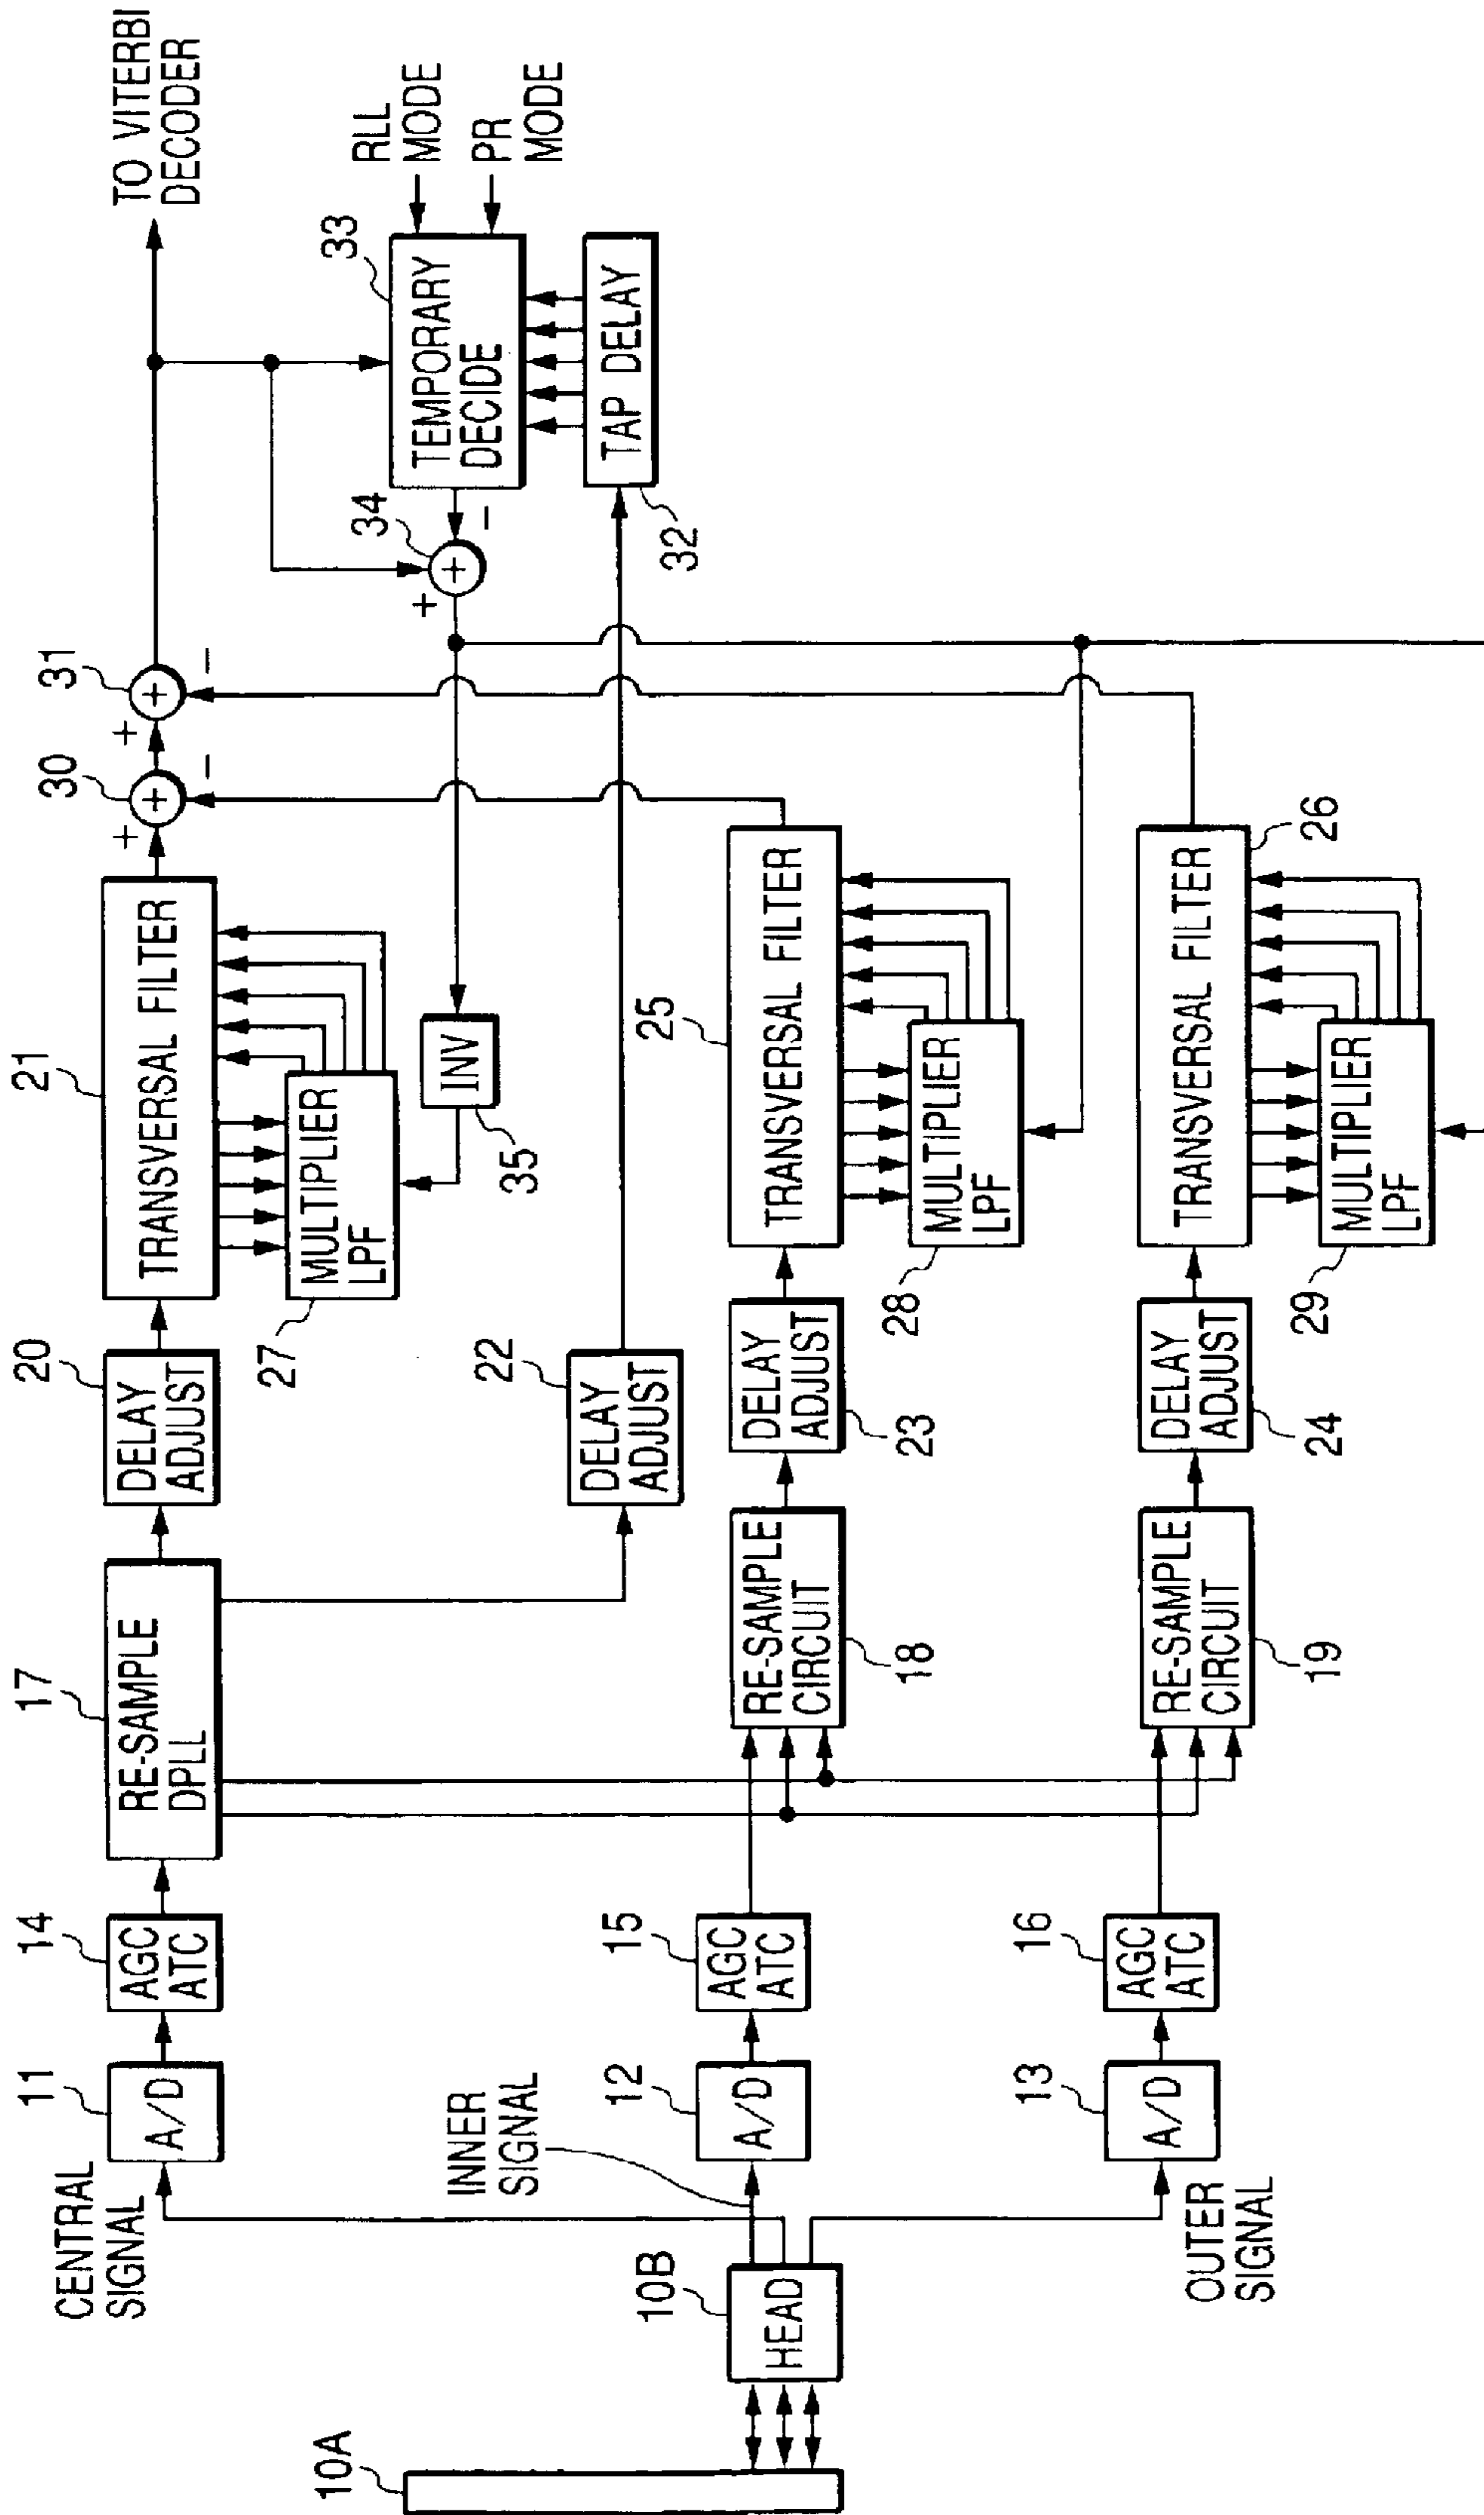 10A
10B
HEAD
CENTRAL
SIGNAL
INNER
SIGNAL
OUTER
SIGNAL
11
A/D
12
A/D
13
A/D
14
AGC
ATC
15
AGC
ATC
16
AGC
ATC
17
RE-SAMPLE
DPLL
RE-SAMPLE
CIRCUIT
18
RE-SAMPLE
CIRCUIT
19
20
DELAY
ADJUST
22
DELAY
ADJUST
DELAY
ADJUST
23
DELAY
ADJUST
24
21
TRANSVERSAL FILTER
MULTIPLIER
LPF
27
INV
35
25
TRANSVERSAL FILTER
MULTIPLIER
LPF
28
TRANSVERSAL FILTER
26
MULTIPLIER
LPF
29
30
+
+
−
31
+
+
−
34
+
+
−
33
TEMPORARY
DECIDE
TAP DELAY
32
RLL
MODE
PR
MODE
TO VITERBI
DECODER